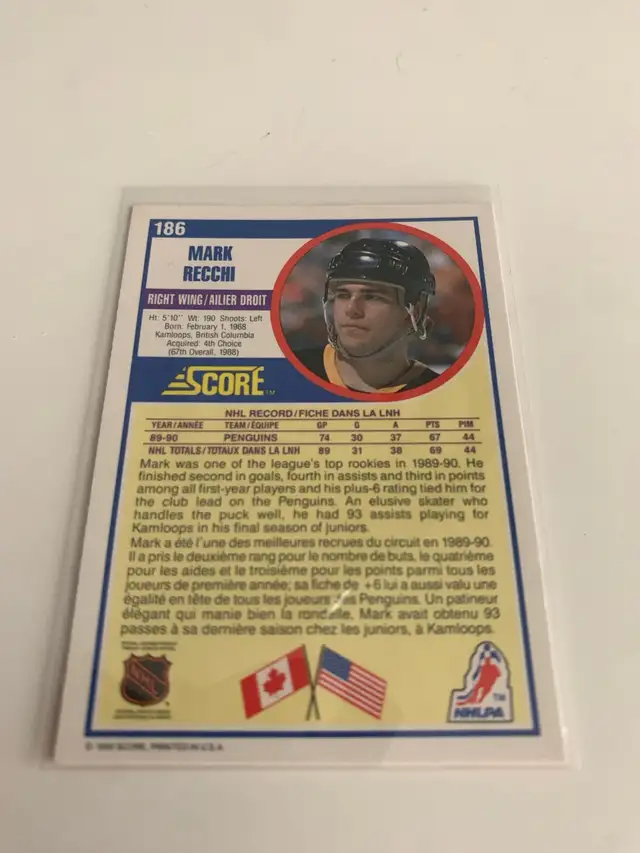 186
MARK
RECCHI
RIGHT WING/AILIER DROIT
Ht: 5'10" Wt: 190 Shoots: Left
Born: February 1, 1968
Kamloops, British Columbia
Acquired: 4th Choice
(67th Overall, 1988)
SCORE TM
NHL RECORD/FICHE DANS LA LNH
YEAR/ANNÉE TEAM/ÉQUIPE GP G A PTS PIM
89-90 PENGUINS 74 30 37 67 44
NHL TOTALS/TOTAUX DANS LA LNH 89 31 38 69 44
Mark was one of the league's top rookies in 1989-90. He
finished second in goals, fourth in assists and third in points
among all first-year players and his plus-6 rating tied him for
the club lead on the Penguins. An elusive skater who
handles the puck well, he had 93 assists playing for
Kamloops in his final season of juniors.
Mark a été l'une des meilleures recrues du circuit en 1989-90.
Il a pris le deuxième rang pour le nombre de buts, le quatrième
pour les aides et le troisième pour les points parmi tous les
joueurs de première année; sa fiche de +6 lui a aussi valu une
égalité en tête de tous les joueurs des Penguins. Un patineur
élégant qui manie bien la rondelle, Mark avait obtenu 93
passes à sa dernière saison chez les juniors, à Kamloops.
NHL
TM
NHLPA
© 1990 SCORE, PRINTED IN U.S.A.